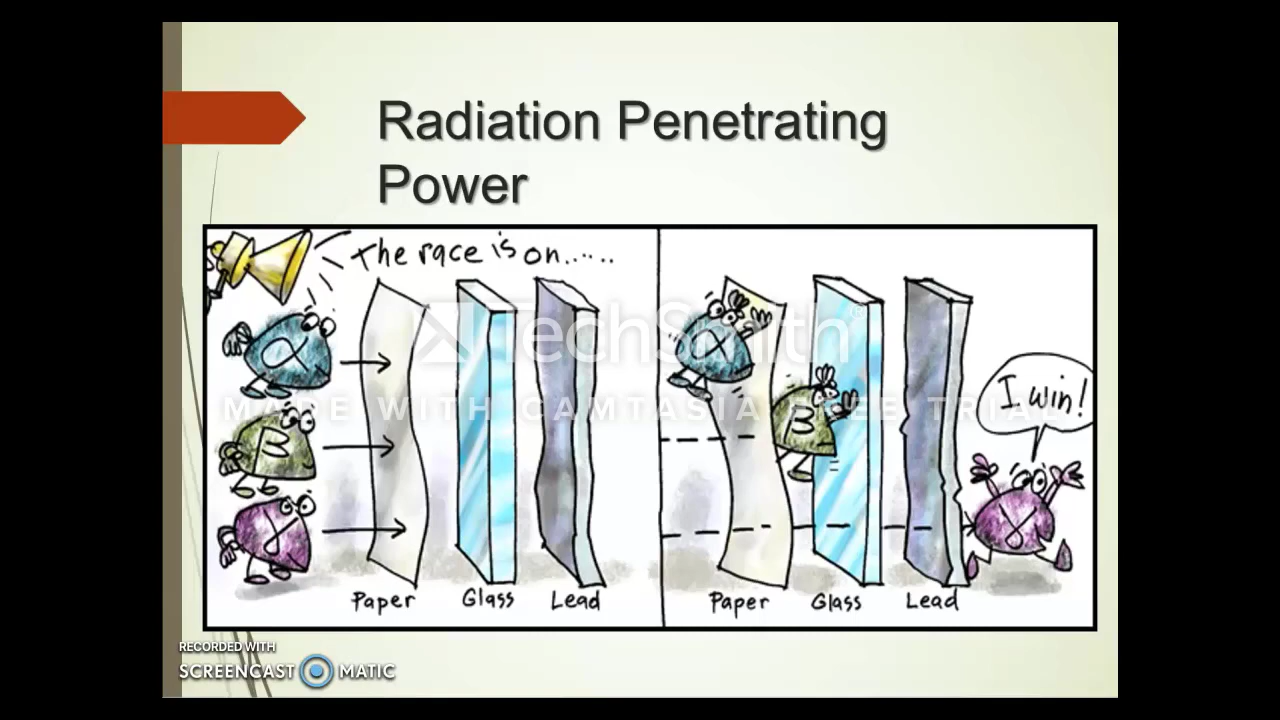 Radiation Penetrating
Power
The race is on......
α
β
γ
Paper
Glass
Lead
α
β
γ
I win!
Paper
Glass
Lead
TechSmith®
MADE WITH CAMTASIA FREE TRIAL
RECORDED WITH
SCREENCAST MATIC